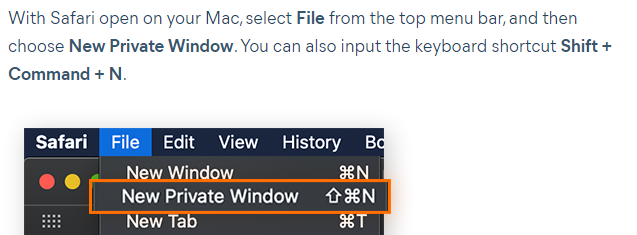 With Safari open on your Mac, select File from the top menu bar, and then
choose New Private Window. You can also input the keyboard shortcut Shift +
Command + N.
Safari File Edit View History Bo
New Window ⌘N
New Private Window ⇧⌘N
New Tab ⌘T